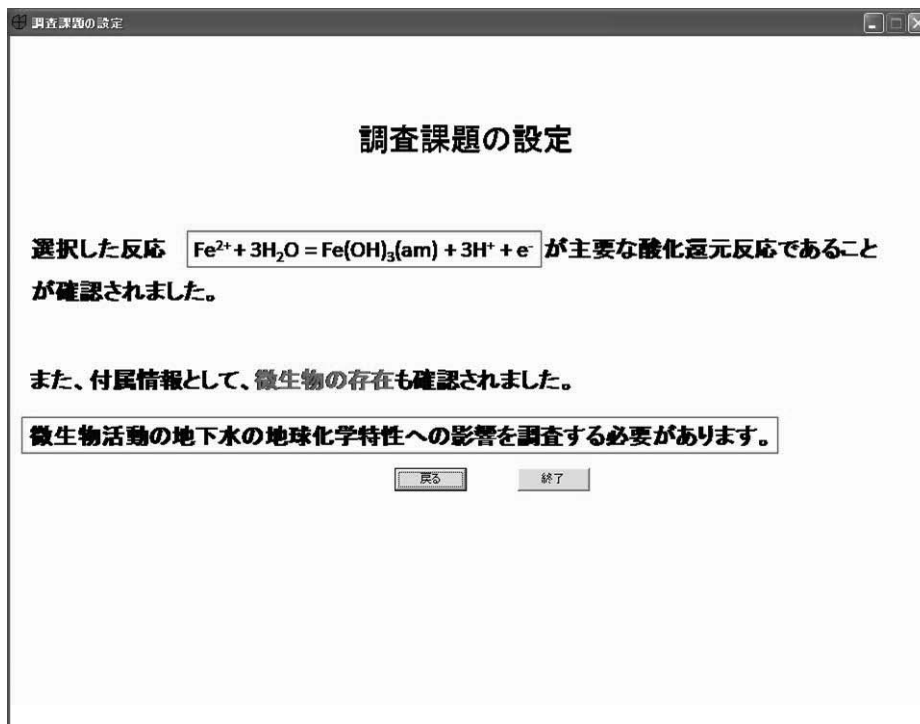 調査課題の設定
調査課題の設定
選択した反応 Fe²⁺ + 3H₂O = Fe(OH)₃(am) + 3H⁺ + e⁻ が主要な酸化還元反応であること
が確認されました。
また、付属情報として、微生物の存在も確認されました。
微生物活動の地下水の地球化学特性への影響を調査する必要があります。
戻る 終了